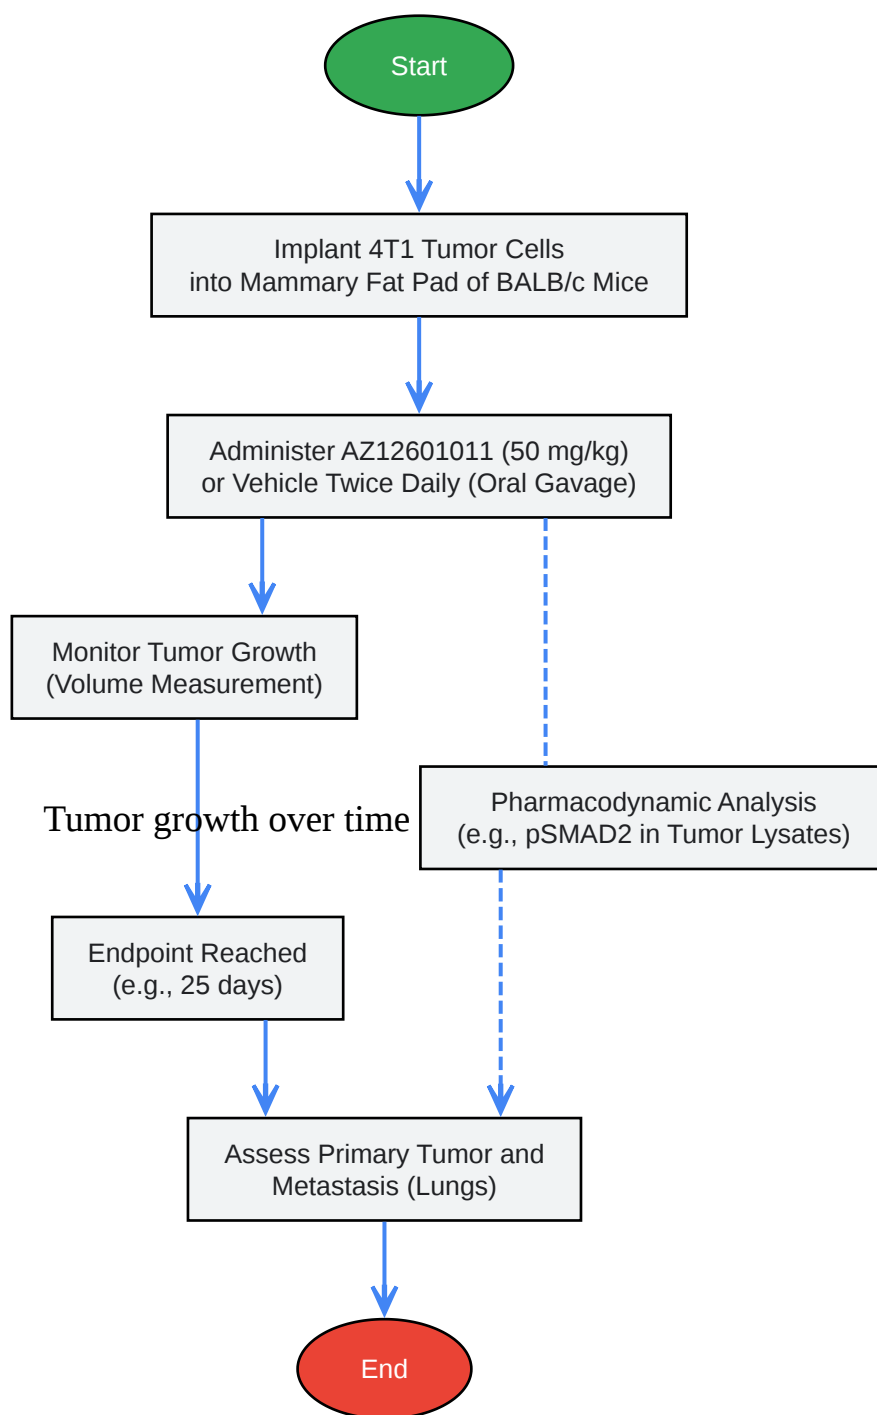 Start
Implant 4T1 Tumor Cells
into Mammary Fat Pad of BALB/c Mice
Administer AZ12601011 (50 mg/kg)
or Vehicle Twice Daily (Oral Gavage)
Monitor Tumor Growth
(Volume Measurement)
Tumor growth over time
Pharmacodynamic Analysis
(e.g., pSMAD2 in Tumor Lysates)
Endpoint Reached
(e.g., 25 days)
Assess Primary Tumor and
Metastasis (Lungs)
End